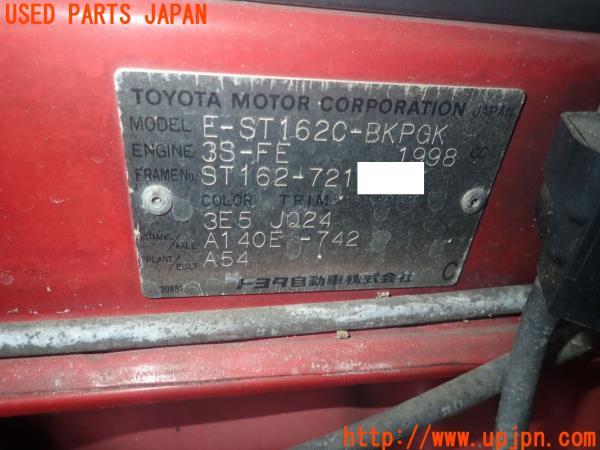 USED PARTS JAPAN
TOYOTA MOTOR CORPORATION JAPAN
MODEL E-ST162C-BKPGK
ENGINE 3S-FE 1998 CC
FRAME No. ST162-721
COLOR TRIM
3E5 JQ24
TRANS/AXLE A140E -742
PLANT/BUILT A54
30881 トヨタ自動車株式会社 C
http://www.upjpn.com/